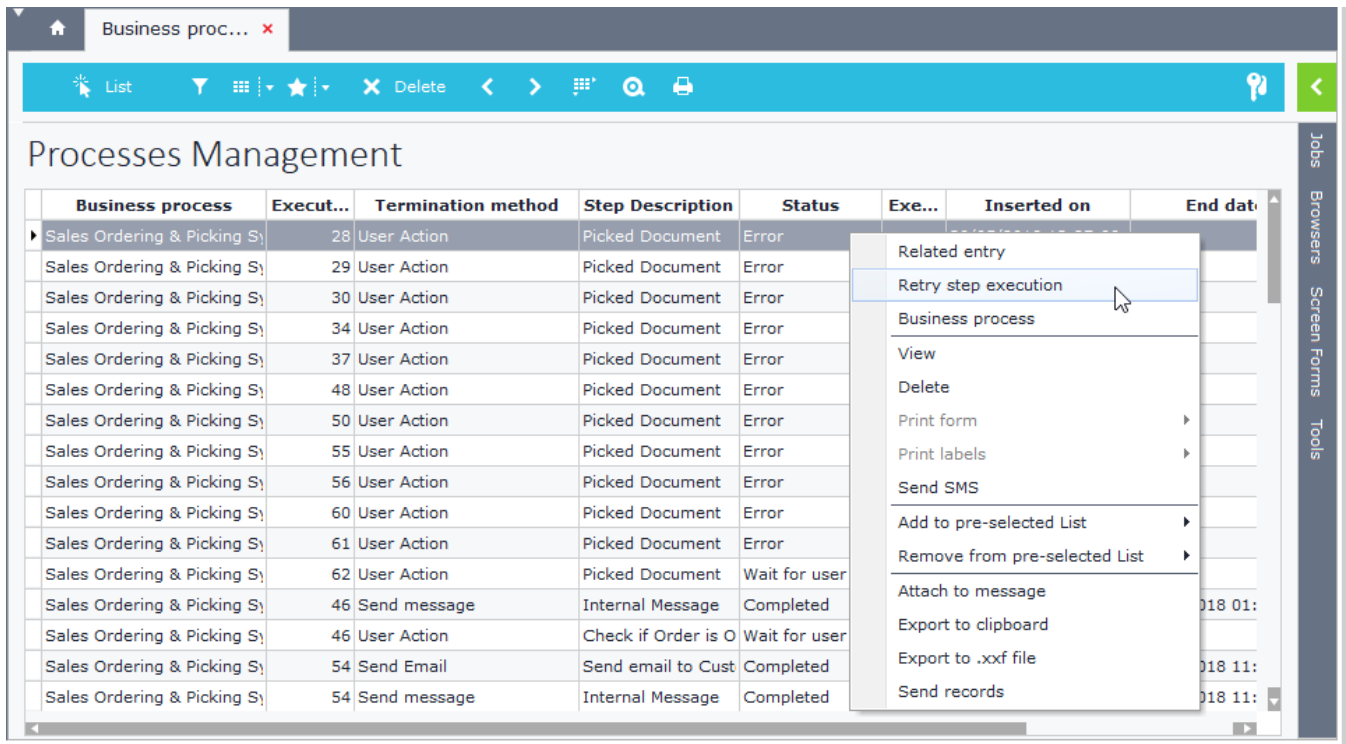 Business proc... ×
List Delete
Processes Management
Business process Execut... Termination method Step Description Status Exe... Inserted on End date
Sales Ordering & Picking Sy 28 User Action Picked Document Error
Sales Ordering & Picking Sy 29 User Action Picked Document Error
Sales Ordering & Picking Sy 30 User Action Picked Document Error
Sales Ordering & Picking Sy 34 User Action Picked Document Error
Sales Ordering & Picking Sy 37 User Action Picked Document Error
Sales Ordering & Picking Sy 48 User Action Picked Document Error
Sales Ordering & Picking Sy 50 User Action Picked Document Error
Sales Ordering & Picking Sy 55 User Action Picked Document Error
Sales Ordering & Picking Sy 56 User Action Picked Document Error
Sales Ordering & Picking Sy 60 User Action Picked Document Error
Sales Ordering & Picking Sy 61 User Action Picked Document Error
Sales Ordering & Picking Sy 62 User Action Picked Document Wait for user
Sales Ordering & Picking Sy 46 Send message Internal Message Completed 018 01:
Sales Ordering & Picking Sy 46 User Action Check if Order is O Wait for user
Sales Ordering & Picking Sy 54 Send Email Send email to Cust Completed 018 11:
Sales Ordering & Picking Sy 54 Send message Internal Message Completed 018 11:
Related entry
Retry step execution
Business process
View
Delete
Print form
Print labels
Send SMS
Add to pre-selected List
Remove from pre-selected List
Attach to message
Export to clipboard
Export to .xxf file
Send records
Jobs
Browsers
Screen Forms
Tools